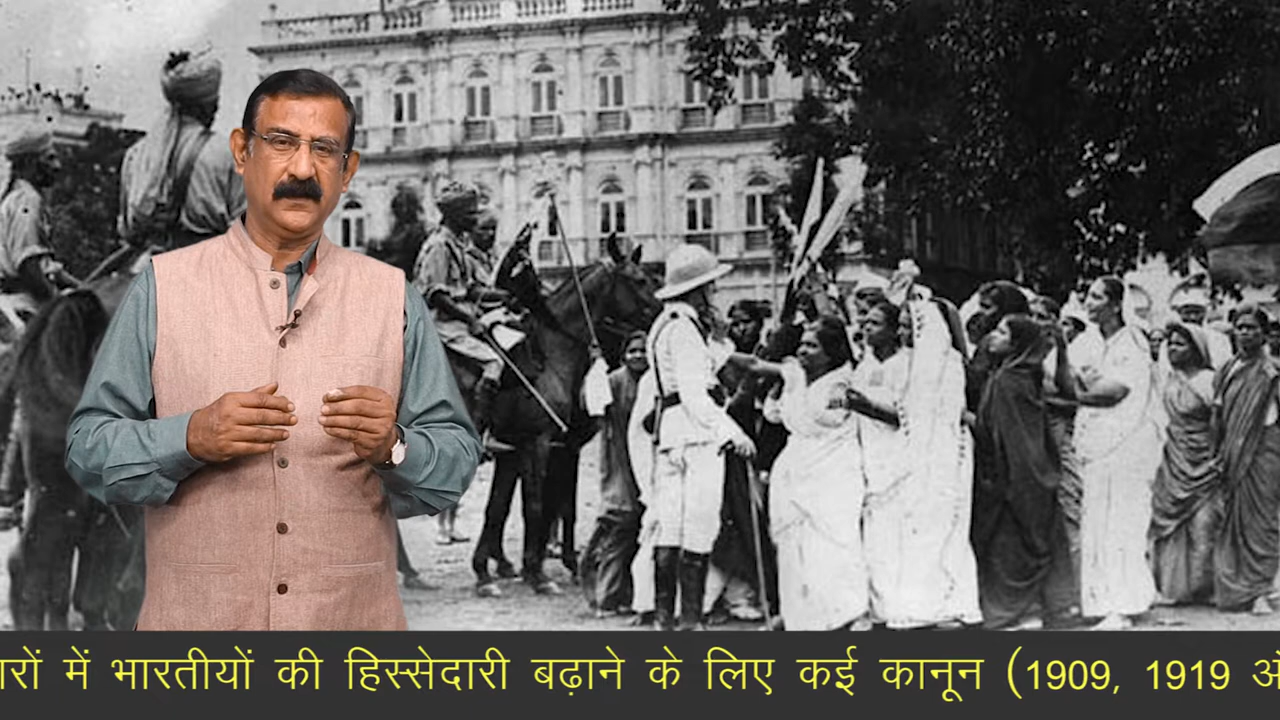 में भारतीयों की हिस्सेदारी बढ़ाने के लिए कई कानून (1909, 1919